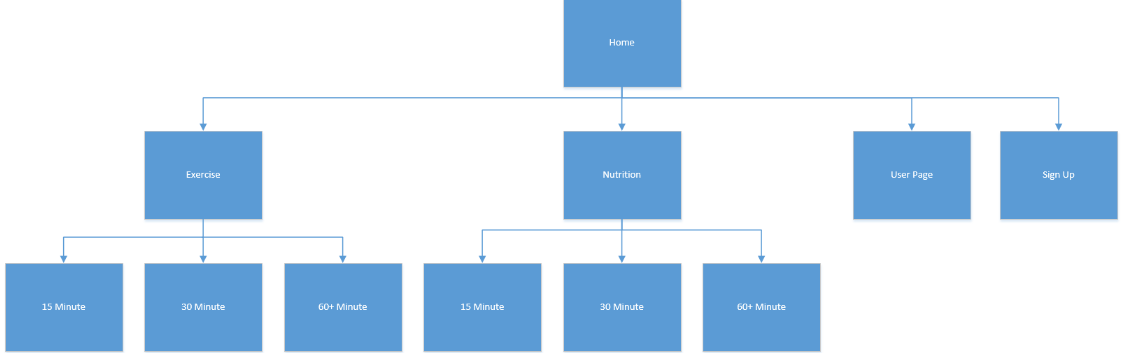 Home
Exercise
Nutrition
User Page
Sign Up
15 Minute
30 Minute
60+ Minute
15 Minute
30 Minute
60+ Minute